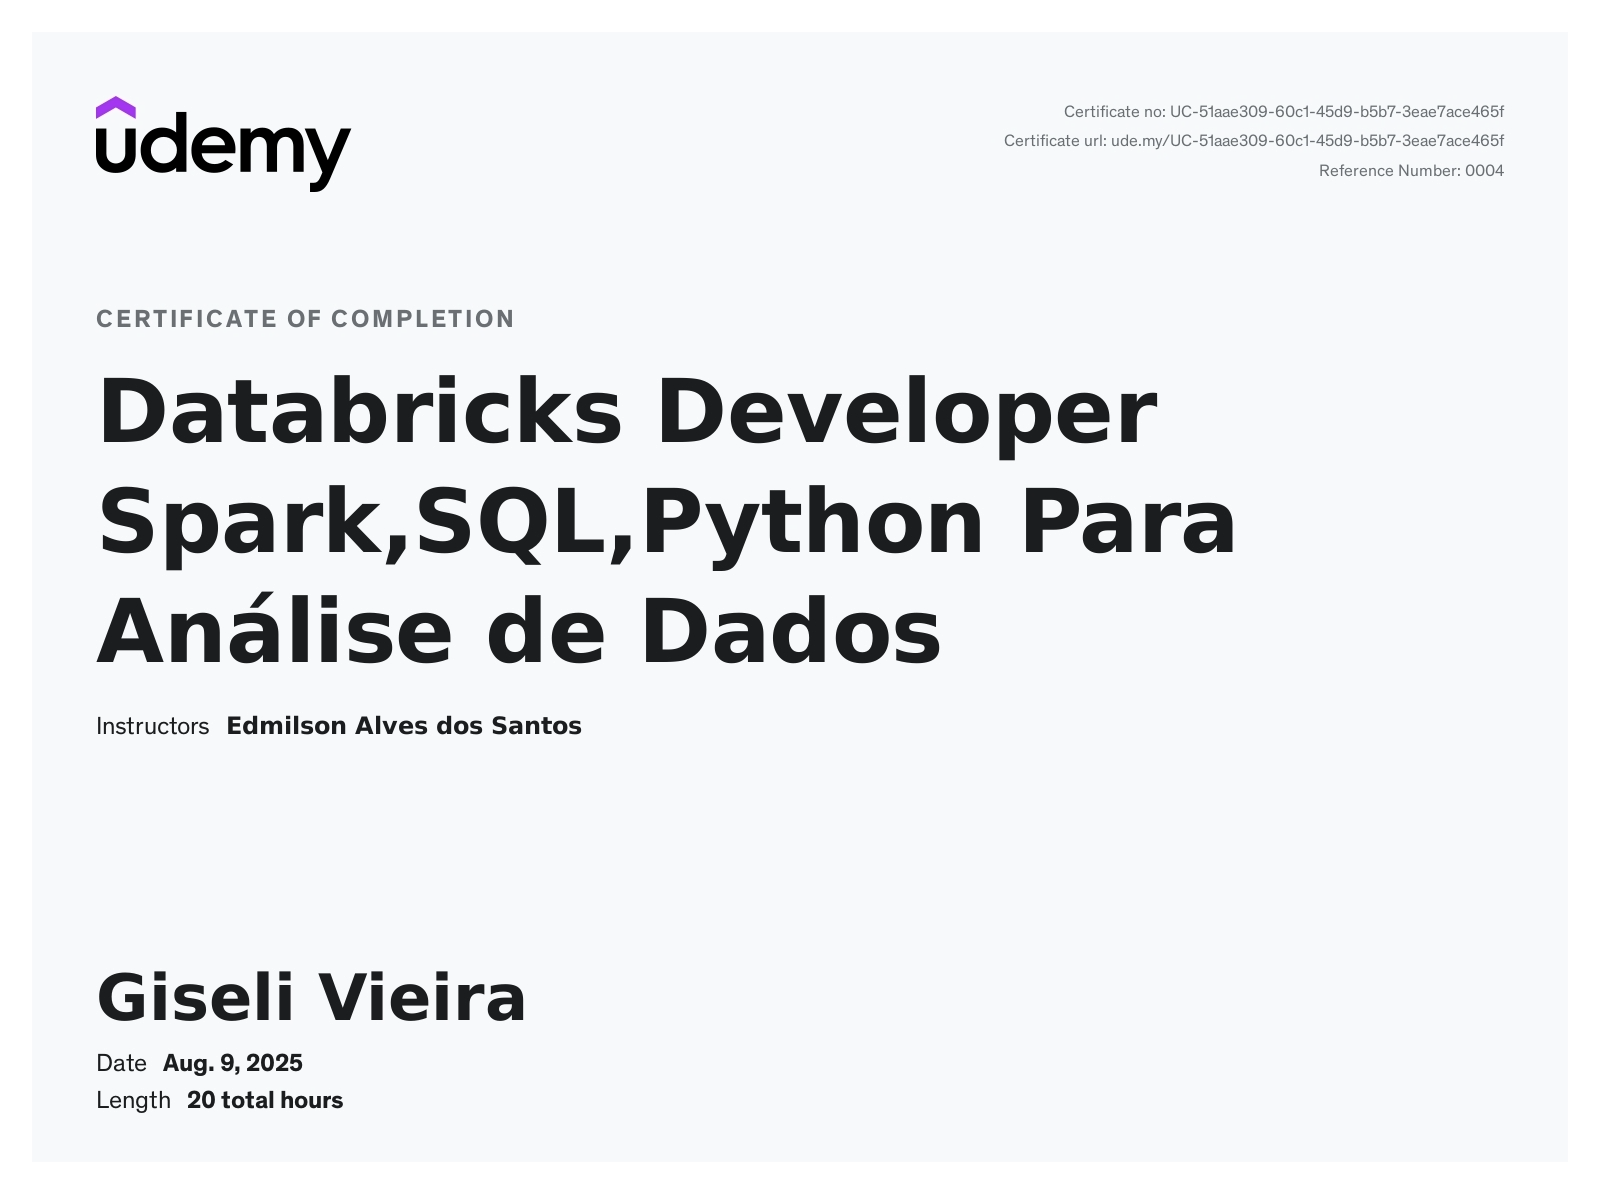 udemy
Certificate no: UC-51aae309-60c1-45d9-b5b7-3eae7ace465f
Certificate url: ude.my/UC-51aae309-60c1-45d9-b5b7-3eae7ace465f
Reference Number: 0004
CERTIFICATE OF COMPLETION
Databricks Developer
Spark,SQL,Python Para
Análise de Dados
Instructors Edmilson Alves dos Santos
Giseli Vieira
Date Aug. 9, 2025
Length 20 total hours